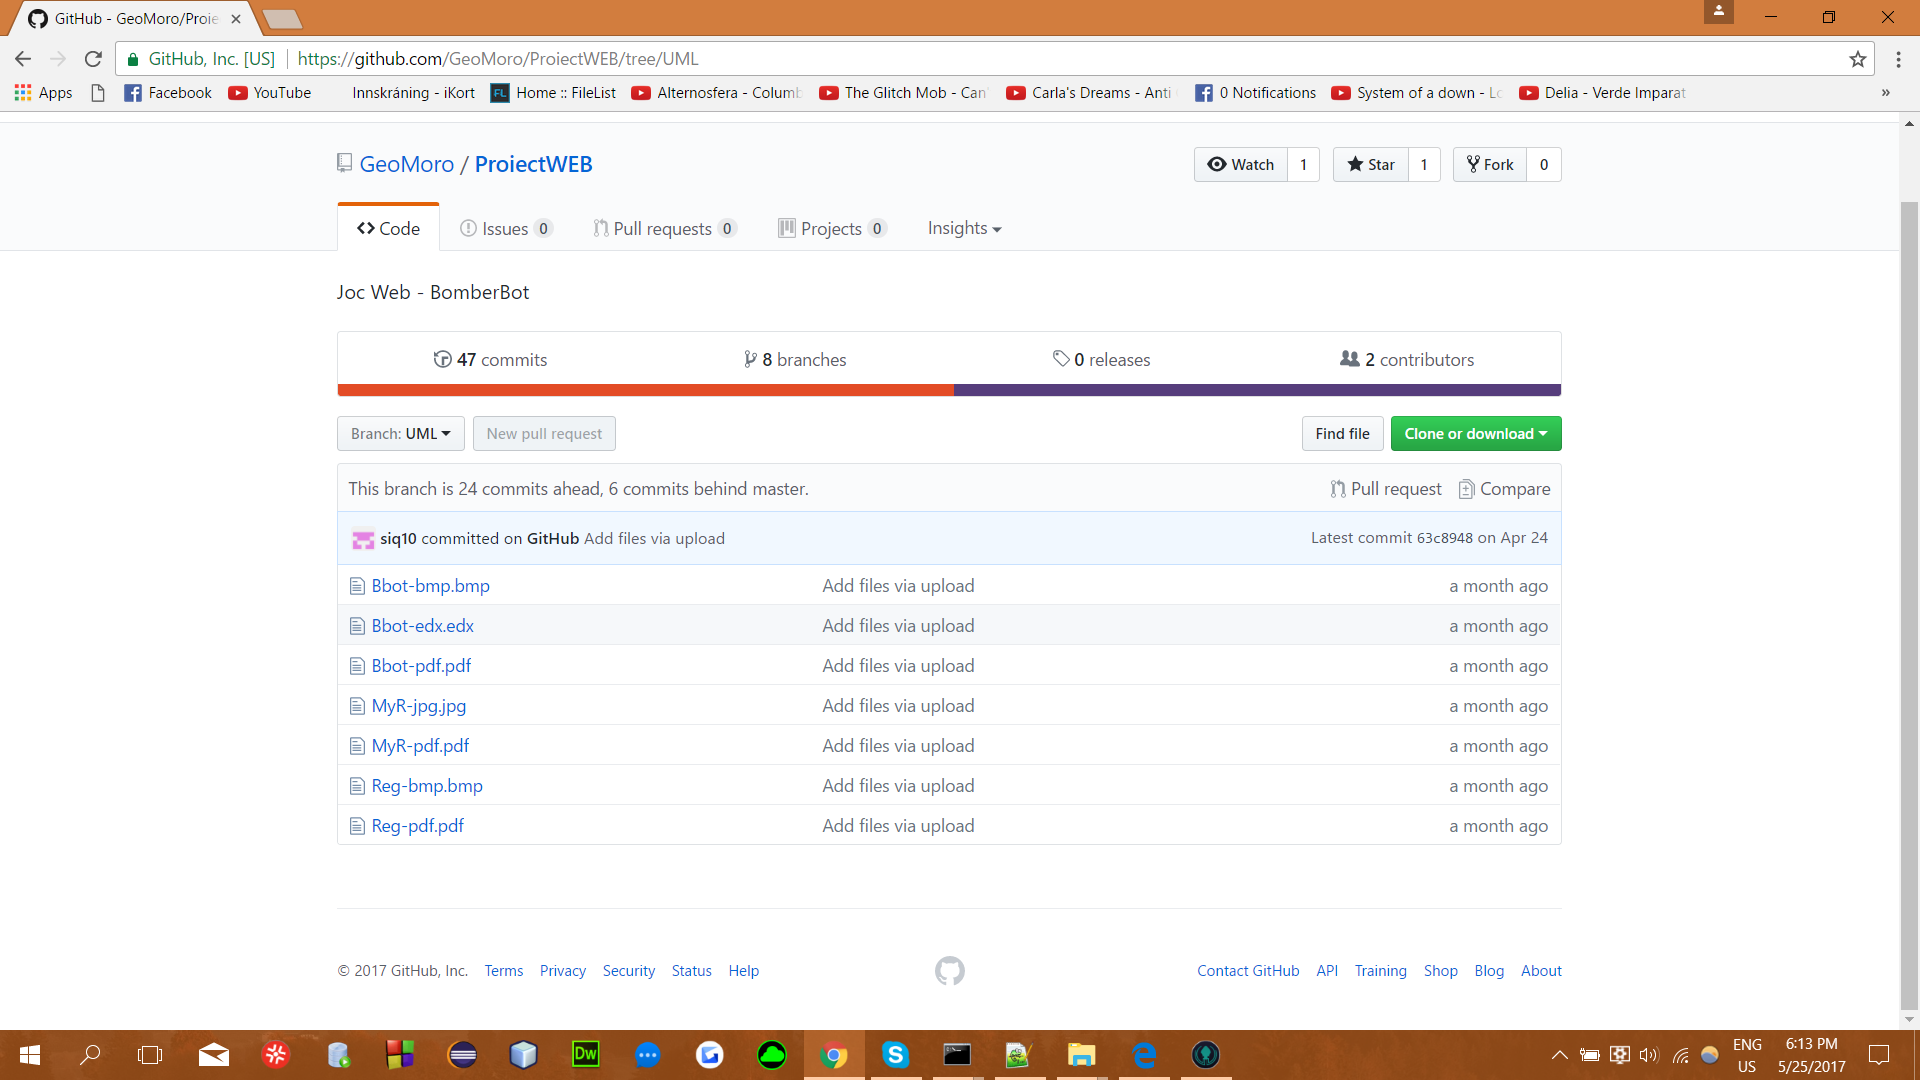 GitHub - GeoMoro/Proie
GitHub, Inc. [US] https://github.com/GeoMoro/ProiectWEB/tree/UML
Apps Facebook YouTube Innskráning - iKort FL Home :: FileList Alternosfera - Columb The Glitch Mob - Can' Carla's Dreams - Anti 0 Notifications System of a down - Lo Delia - Verde Imparat »
GeoMoro / ProiectWEB
Watch 1 Star 1 Fork 0
Code Issues 0 Pull requests 0 Projects 0 Insights
Joc Web - BomberBot
47 commits 8 branches 0 releases 2 contributors
Branch: UML New pull request Find file Clone or download
This branch is 24 commits ahead, 6 commits behind master. Pull request Compare
siq10 committed on GitHub Add files via upload Latest commit 63c8948 on Apr 24
Bbot-bmp.bmp Add files via upload a month ago
Bbot-edx.edx Add files via upload a month ago
Bbot-pdf.pdf Add files via upload a month ago
MyR-jpg.jpg Add files via upload a month ago
MyR-pdf.pdf Add files via upload a month ago
Reg-bmp.bmp Add files via upload a month ago
Reg-pdf.pdf Add files via upload a month ago
© 2017 GitHub, Inc. Terms Privacy Security Status Help Contact GitHub API Training Shop Blog About
Dw
ENG 6:13 PM
US 5/25/2017